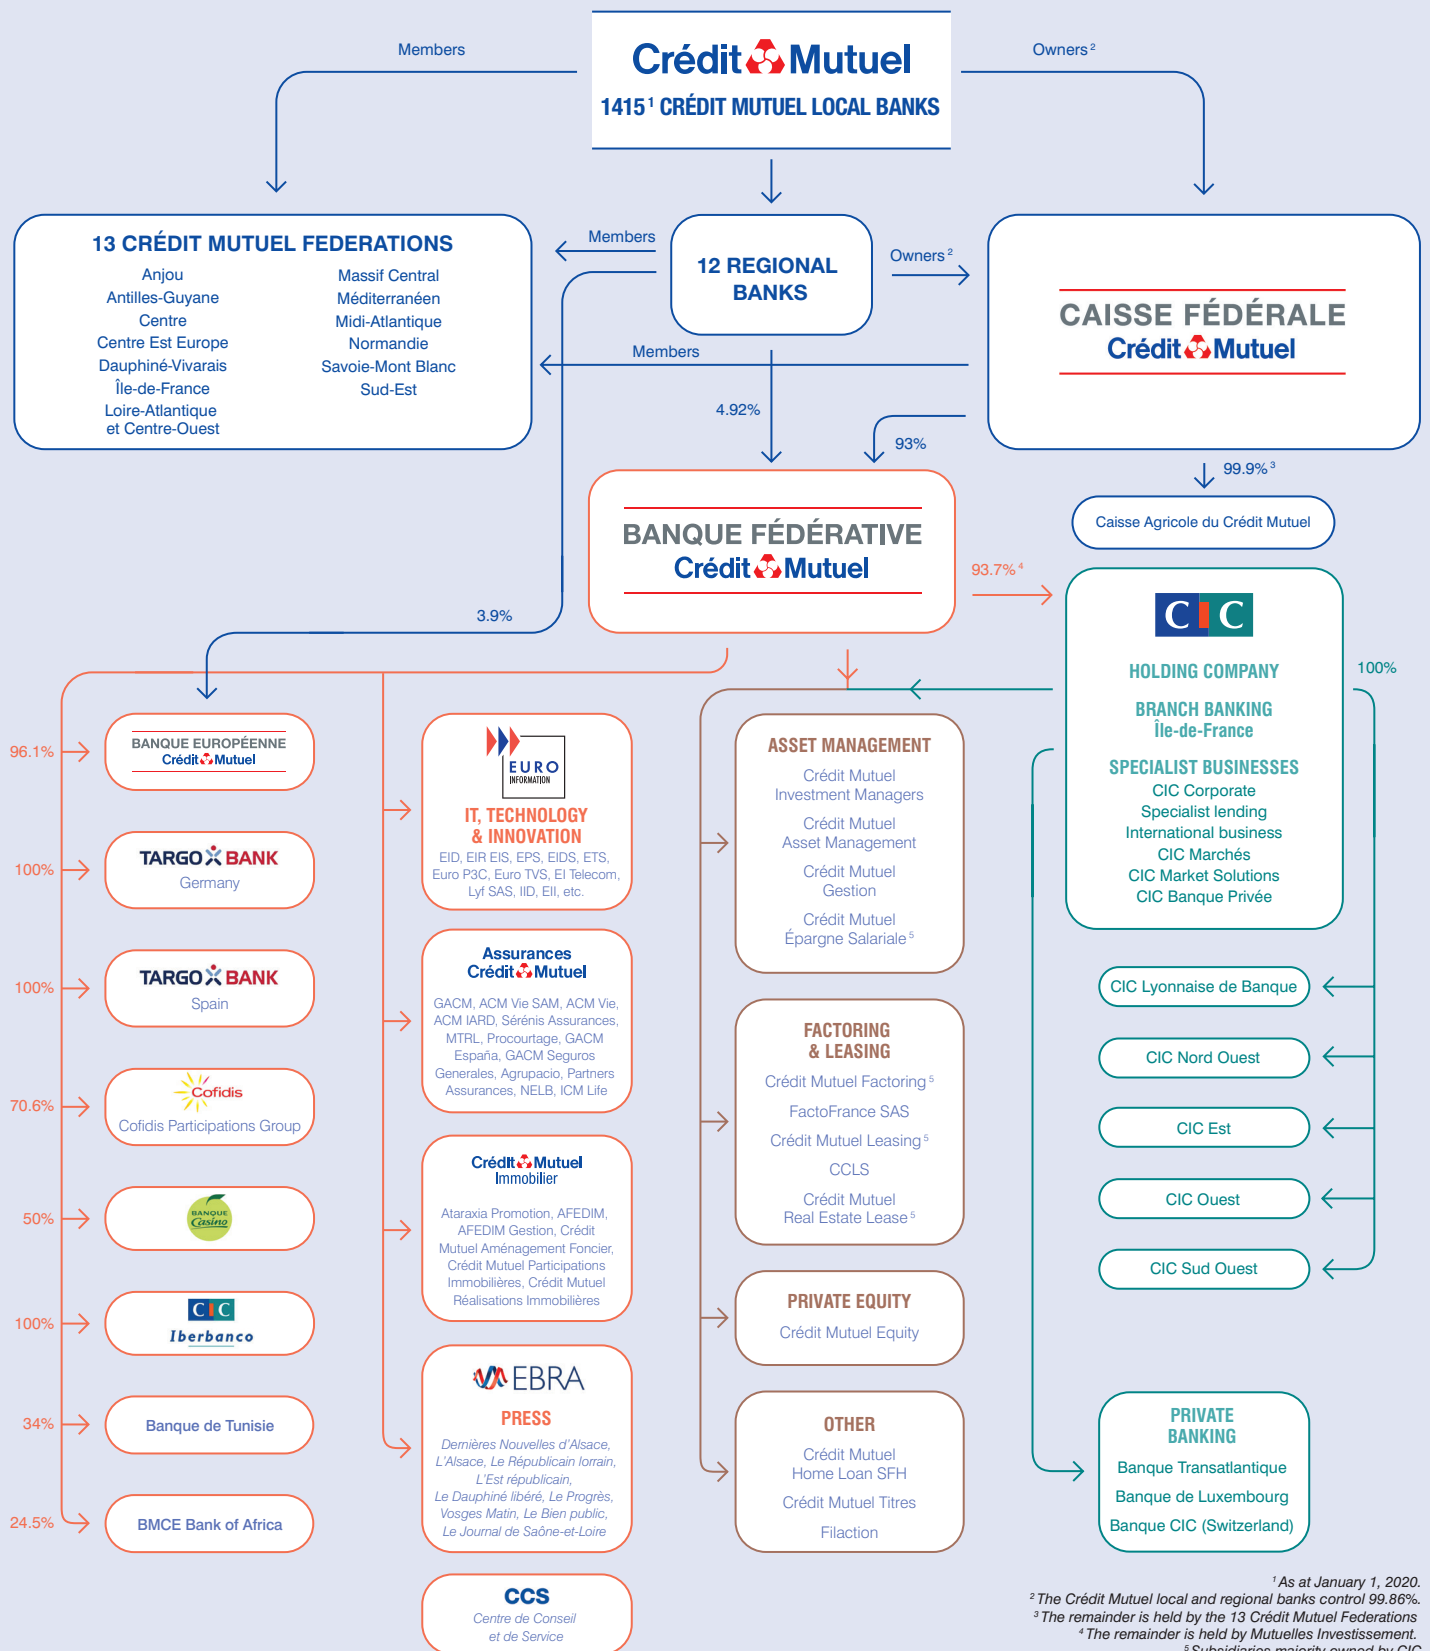 Crédit Mutuel
1415¹ CRÉDIT MUTUEL LOCAL BANKS
Members
Owners²
13 CRÉDIT MUTUEL FEDERATIONS
Anjou
Antilles-Guyane
Centre
Centre Est Europe
Dauphiné-Vivarais
Île-de-France
Loire-Atlantique
et Centre-Ouest
Massif Central
Méditerranéen
Midi-Atlantique
Normandie
Savoie-Mont Blanc
Sud-Est
Members
12 REGIONAL
BANKS
Owners²
CAISSE FÉDÉRALE
Crédit Mutuel
Members
4.92%
93%
99.9%³
Caisse Agricole du Crédit Mutuel
BANQUE FÉDÉRATIVE
Crédit Mutuel
93.7%⁴
3.9%
CIC
HOLDING COMPANY
BRANCH BANKING
Île-de-France
SPECIALIST BUSINESSES
CIC Corporate
Specialist lending
International business
CIC Marchés
CIC Market Solutions
CIC Banque Privée
100%
96.1%
BANQUE EUROPÉENNE
Crédit Mutuel
100%
TARGO BANK
Germany
100%
TARGO BANK
Spain
70.6%
Cofidis
Cofidis Participations Group
50%
BANQUE
Casino
100%
CIC
Iberbanco
34%
Banque de Tunisie
24.5%
BMCE Bank of Africa
EURO
INFORMATION
IT, TECHNOLOGY
& INNOVATION
EID, EIR EIS, EPS, EIDS, ETS,
Euro P3C, Euro TVS, EI Telecom,
Lyf SAS, IID, EII, etc.
Assurances
Crédit Mutuel
GACM, ACM Vie SAM, ACM Vie,
ACM IARD, Sérénis Assurances,
MTRL, Procourtage, GACM
España, GACM Seguros
Generales, Agrupacio, Partners
Assurances, NELB, ICM Life
Crédit Mutuel
Immobilier
Ataraxia Promotion, AFEDIM,
AFEDIM Gestion, Crédit
Mutuel Aménagement Foncier,
Crédit Mutuel Participations
Immobilières, Crédit Mutuel
Réalisations Immobilières
EBRA
PRESS
Dernières Nouvelles d'Alsace,
L'Alsace, Le Républicain lorrain,
L'Est républicain,
Le Dauphiné libéré, Le Progrès,
Vosges Matin, Le Bien public,
Le Journal de Saône-et-Loire
CCS
Centre de Conseil
et de Service
ASSET MANAGEMENT
Crédit Mutuel
Investment Managers
Crédit Mutuel
Asset Management
Crédit Mutuel
Gestion
Crédit Mutuel
Épargne Salariale⁵
FACTORING
& LEASING
Crédit Mutuel Factoring⁵
FactoFrance SAS
Crédit Mutuel Leasing⁵
CCLS
Crédit Mutuel
Real Estate Lease⁵
PRIVATE EQUITY
Crédit Mutuel Equity
OTHER
Crédit Mutuel
Home Loan SFH
Crédit Mutuel Titres
Filaction
CIC Lyonnaise de Banque
CIC Nord Ouest
CIC Est
CIC Ouest
CIC Sud Ouest
PRIVATE
BANKING
Banque Transatlantique
Banque de Luxembourg
Banque CIC (Switzerland)
¹ As at January 1, 2020.
² The Crédit Mutuel local and regional banks control 99.86%.
³ The remainder is held by the 13 Crédit Mutuel Federations
⁴ The remainder is held by Mutuelles Investissement.
⁵ Subsidiaries majority owned by CIC